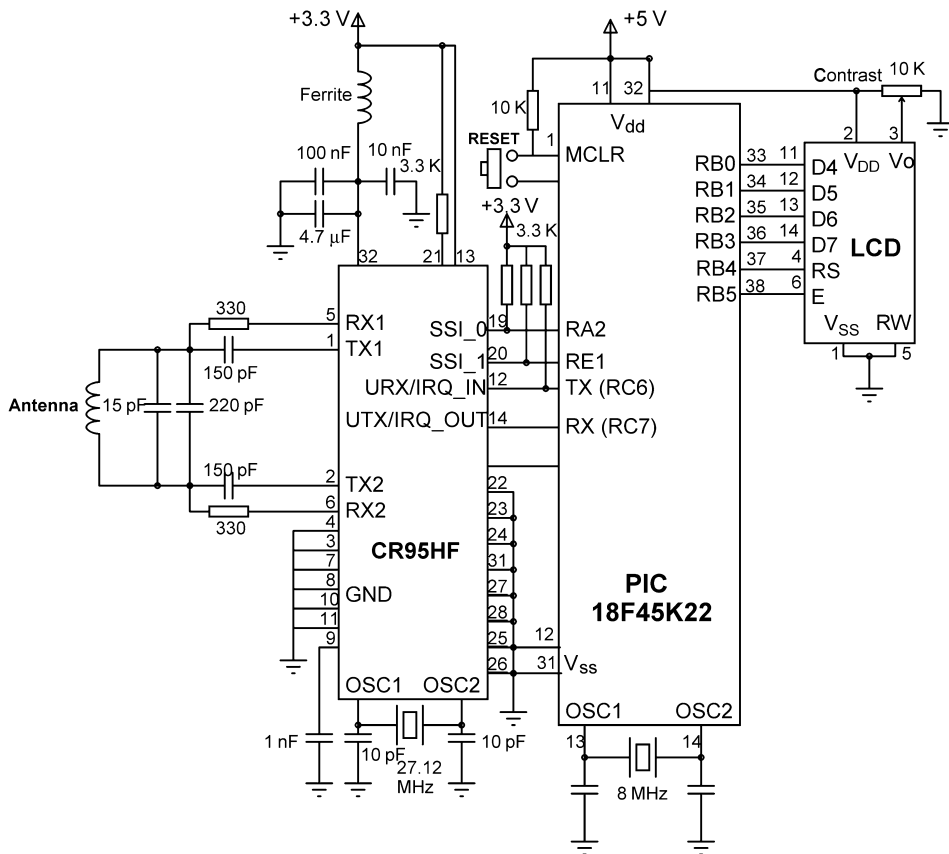 +3.3 V
+5 V
Ferrite
100 nF
10 nF
3.3 K
4.7 µF
32
21
13
10 K
RESET
1
MCLR
11
32
Vdd
Contrast
10 K
2
3
VDD
Vo
RB0
33
11
D4
RB1
34
12
D5
RB2
35
13
D6
RB3
36
14
D7
RB4
37
4
RS
RB5
38
6
E
LCD
VSS
RW
1
5
+3.3 V
3.3 K
330
5
RX1
1
TX1
150 pF
SSI_0
19
RA2
SSI_1
20
RE1
URX/IRQ_IN
12
TX (RC6)
UTX/IRQ_OUT
14
RX (RC7)
Antenna
15 pF
220 pF
150 pF
2
TX2
6
RX2
330
4
3
7
8
GND
10
11
9
CR95HF
22
23
24
31
27
28
25
26
12
31
Vss
PIC
18F45K22
OSC1
OSC2
1 nF
10 pF
27.12
MHz
10 pF
OSC1
OSC2
13
14
8 MHz